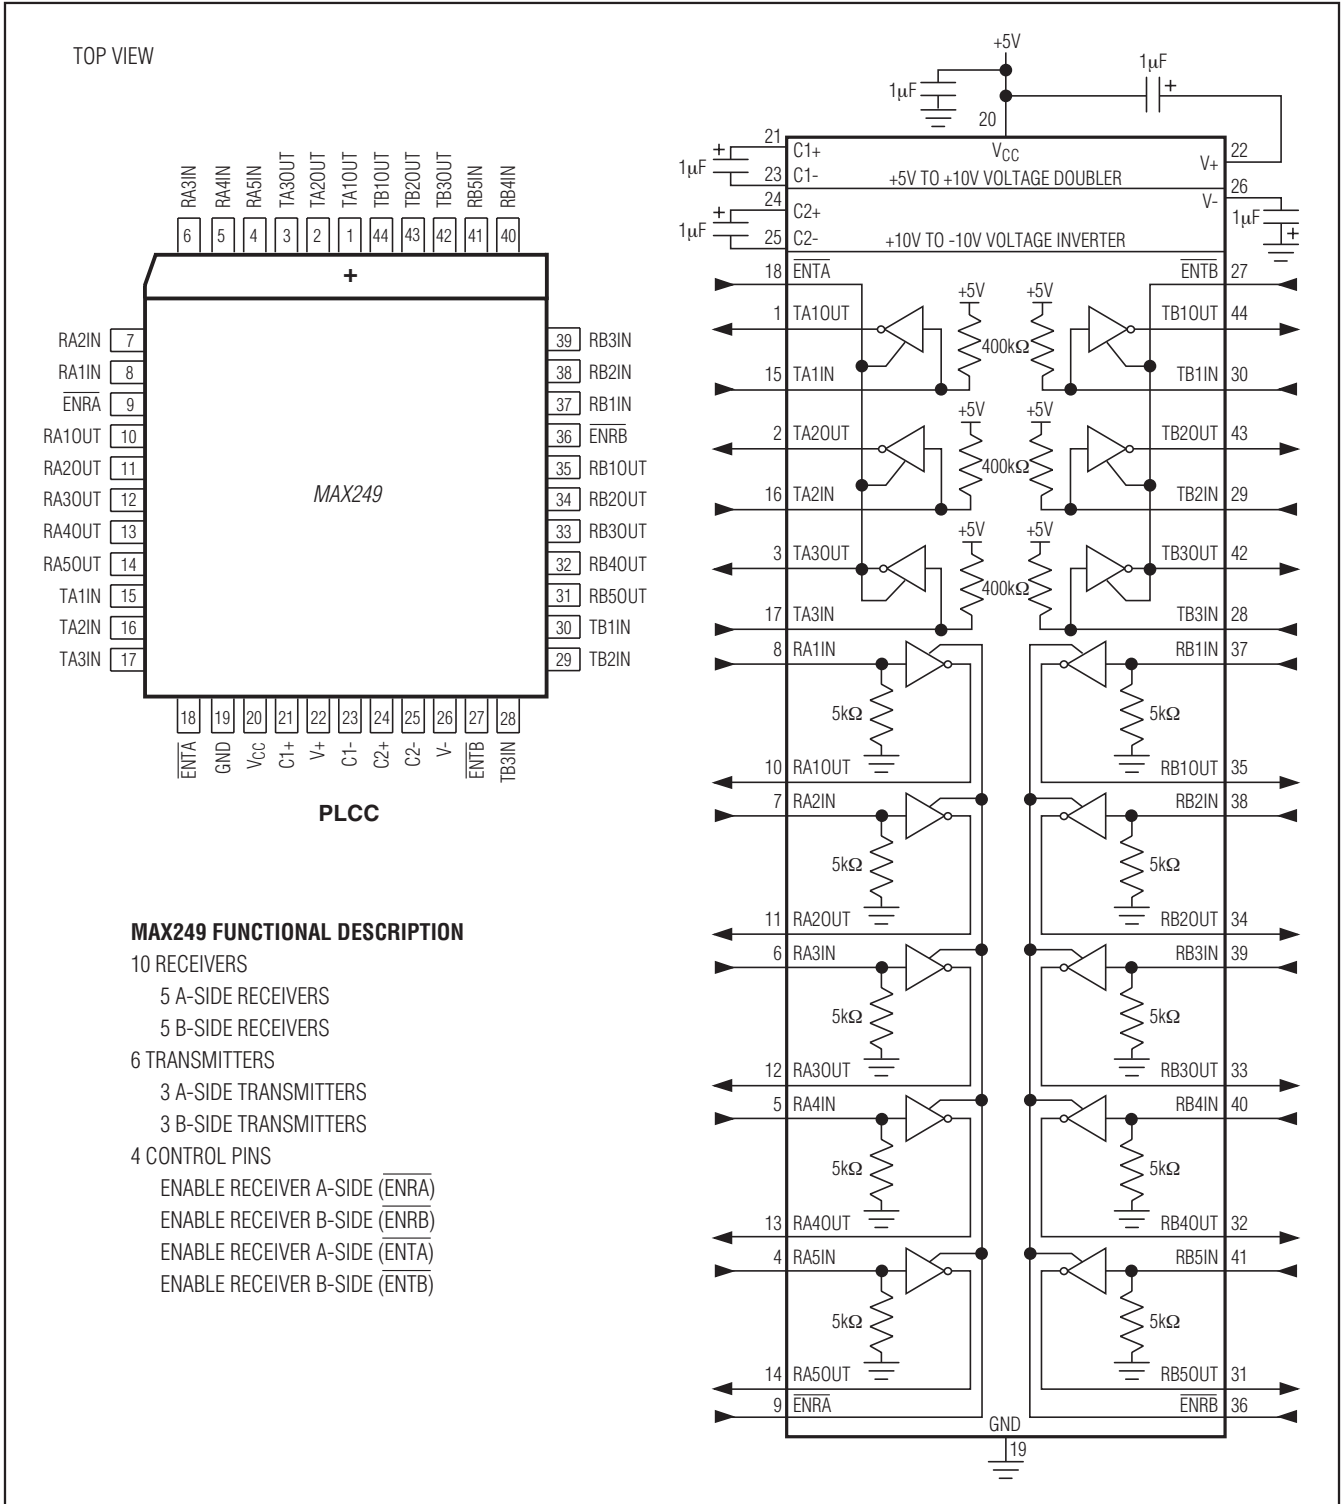 TOP VIEW
RA3IN
RA4IN
RA5IN
TA3OUT
TA2OUT
TA1OUT
TB1OUT
TB2OUT
TB3OUT
RB5IN
RB4IN
6 5 4 3 2 1 44 43 42 41 40
+
RA2IN 7
RA1IN 8
ENRA 9
RA1OUT 10
RA2OUT 11
RA3OUT 12
RA4OUT 13
RA5OUT 14
TA1IN 15
TA2IN 16
TA3IN 17
MAX249
39 RB3IN
38 RB2IN
37 RB1IN
36 ENRB
35 RB1OUT
34 RB2OUT
33 RB3OUT
32 RB4OUT
31 RB5OUT
30 TB1IN
29 TB2IN
18 19 20 21 22 23 24 25 26 27 28
ENTA
GND
VCC
C1+
V+
C1-
C2+
C2-
V-
ENTB
TB3IN
PLCC
MAX249 FUNCTIONAL DESCRIPTION
10 RECEIVERS
5 A-SIDE RECEIVERS
5 B-SIDE RECEIVERS
6 TRANSMITTERS
3 A-SIDE TRANSMITTERS
3 B-SIDE TRANSMITTERS
4 CONTROL PINS
ENABLE RECEIVER A-SIDE (ENRA)
ENABLE RECEIVER B-SIDE (ENRB)
ENABLE RECEIVER A-SIDE (ENTA)
ENABLE RECEIVER B-SIDE (ENTB)
+5V
1μF
1μF +
20
21 C1+ VCC V+ 22
+ 1μF
23 C1- +5V TO +10V VOLTAGE DOUBLER
V- 26
24 C2+
+ 1μF
1μF +
25 C2- +10V TO -10V VOLTAGE INVERTER
18 ENTA ENTB 27
+5V +5V
1 TA1OUT TB1OUT 44
400kΩ
15 TA1IN TB1IN 30
+5V +5V
2 TA2OUT TB2OUT 43
400kΩ
16 TA2IN TB2IN 29
+5V +5V
3 TA3OUT TB3OUT 42
400kΩ
17 TA3IN TB3IN 28
8 RA1IN RB1IN 37
5kΩ 5kΩ
10 RA1OUT RB1OUT 35
7 RA2IN RB2IN 38
5kΩ 5kΩ
11 RA2OUT RB2OUT 34
6 RA3IN RB3IN 39
5kΩ 5kΩ
12 RA3OUT RB3OUT 33
5 RA4IN RB4IN 40
5kΩ 5kΩ
13 RA4OUT RB4OUT 32
4 RA5IN RB5IN 41
5kΩ 5kΩ
14 RA5OUT RB5OUT 31
9 ENRA ENRB 36
GND
19